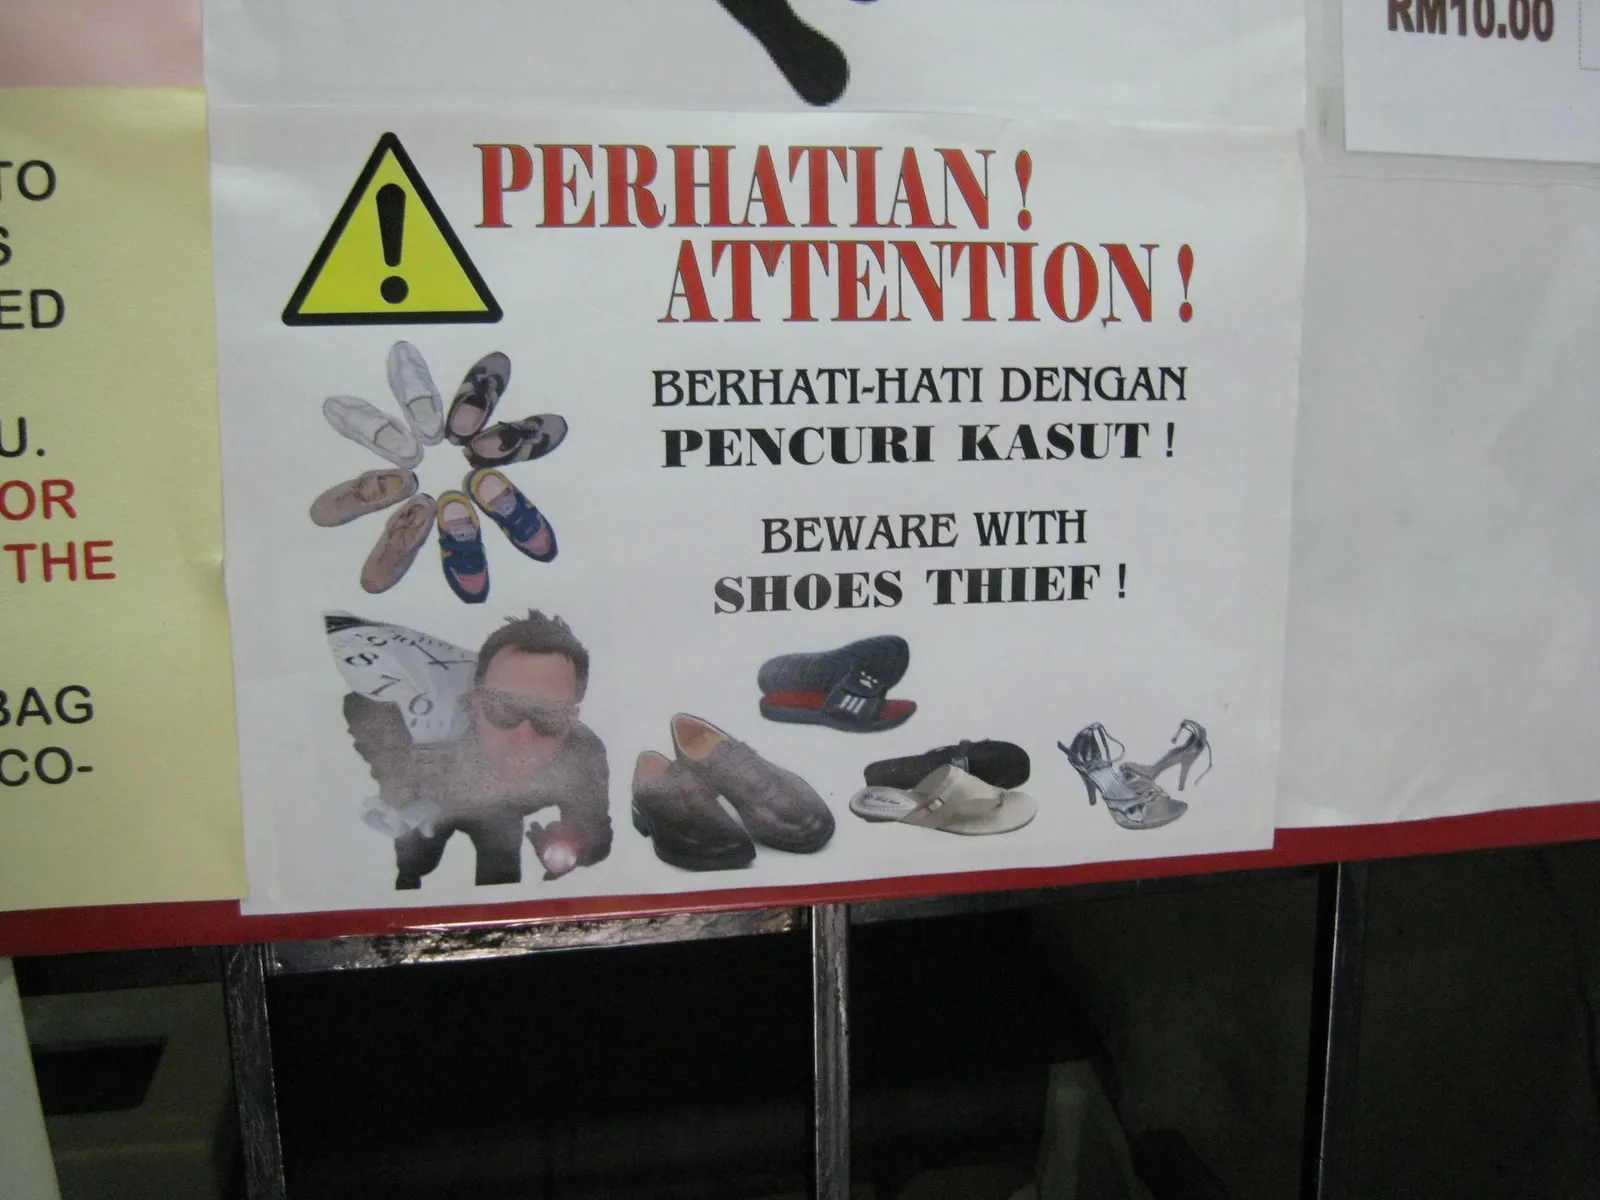 RM10.00
TO
S
ED
U.
OR
THE
BAG
CO-
PERHATIAN !
ATTENTION !
BERHATI-HATI DENGAN
PENCURI KASUT !
BEWARE WITH
SHOES THIEF !